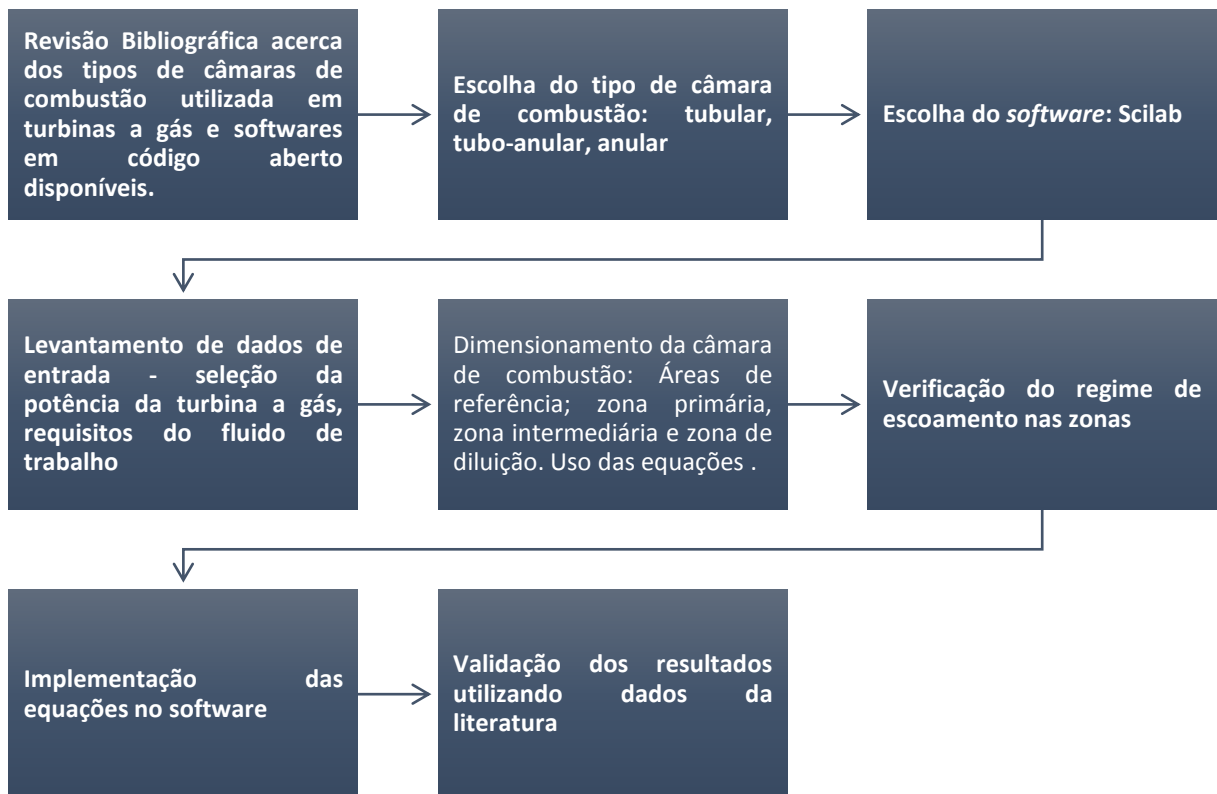 Revisão Bibliográfica acerca
dos tipos de câmaras de
combustão utilizada em
turbinas a gás e softwares
em código aberto
disponíveis.
Escolha do tipo de câmara
de combustão: tubular,
tubo-anular, anular
Escolha do software: Scilab
Levantamento de dados de
entrada - seleção da
potência da turbina a gás,
requisitos do fluido de
trabalho
Dimensionamento da câmara
de combustão: Áreas de
referência; zona primária,
zona intermediária e zona de
diluição. Uso das equações .
Verificação do regime de
escoamento nas zonas
Implementação das
equações no software
Validação dos resultados
utilizando dados da
literatura